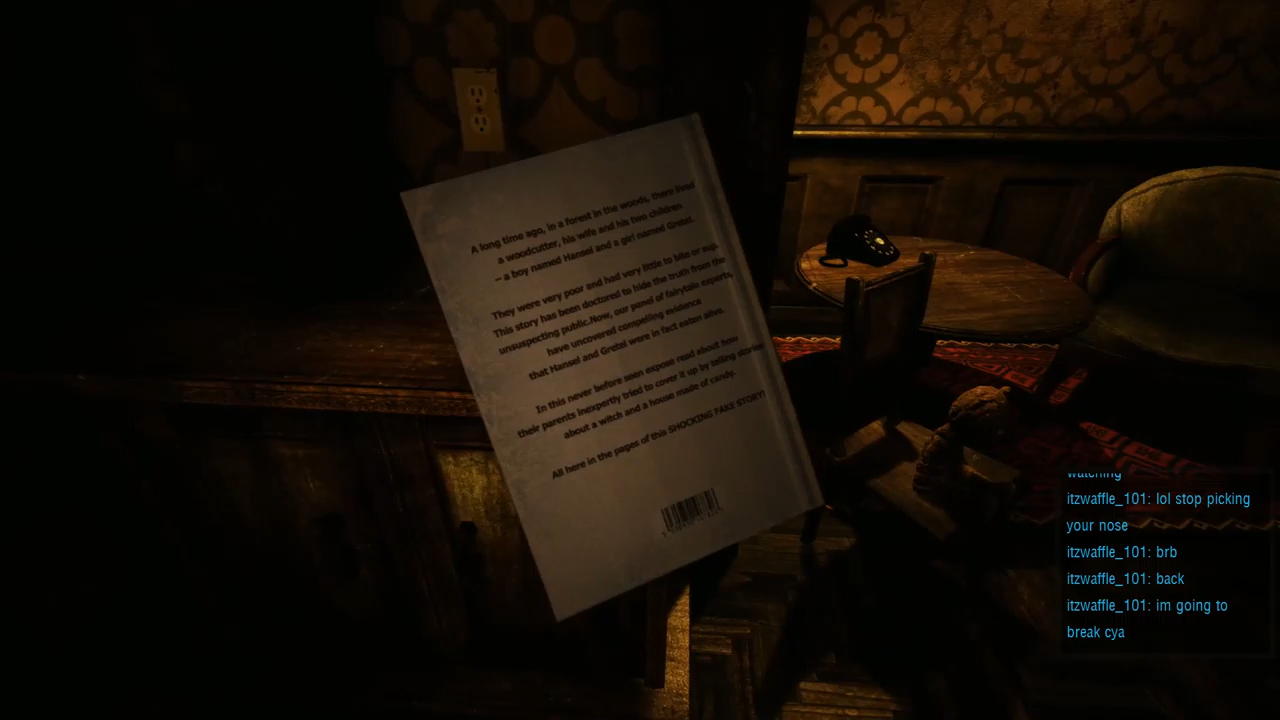 A long time ago, in a forest in the woods, there lived
a woodcutter, his wife and his two children
-- a boy named Hansel and a girl named Gretel.
They were very poor and had very little to bite or sup.
This story has been doctored to hide the truth from the
unsuspecting public.Now, our panel of fairytale experts,
have uncovered compelling evidence
that Hansel and Gretel were in fact eaten alive.
In this never before seen expose read about how
their parents inexpertly tried to cover it up by telling stories
about a witch and a house made of candy.
All here in the pages of this SHOCKING FAKE STORY!
watching
itzwaffle_101: lol stop picking
your nose
itzwaffle_101: brb
itzwaffle_101: back
itzwaffle_101: im going to
break cya